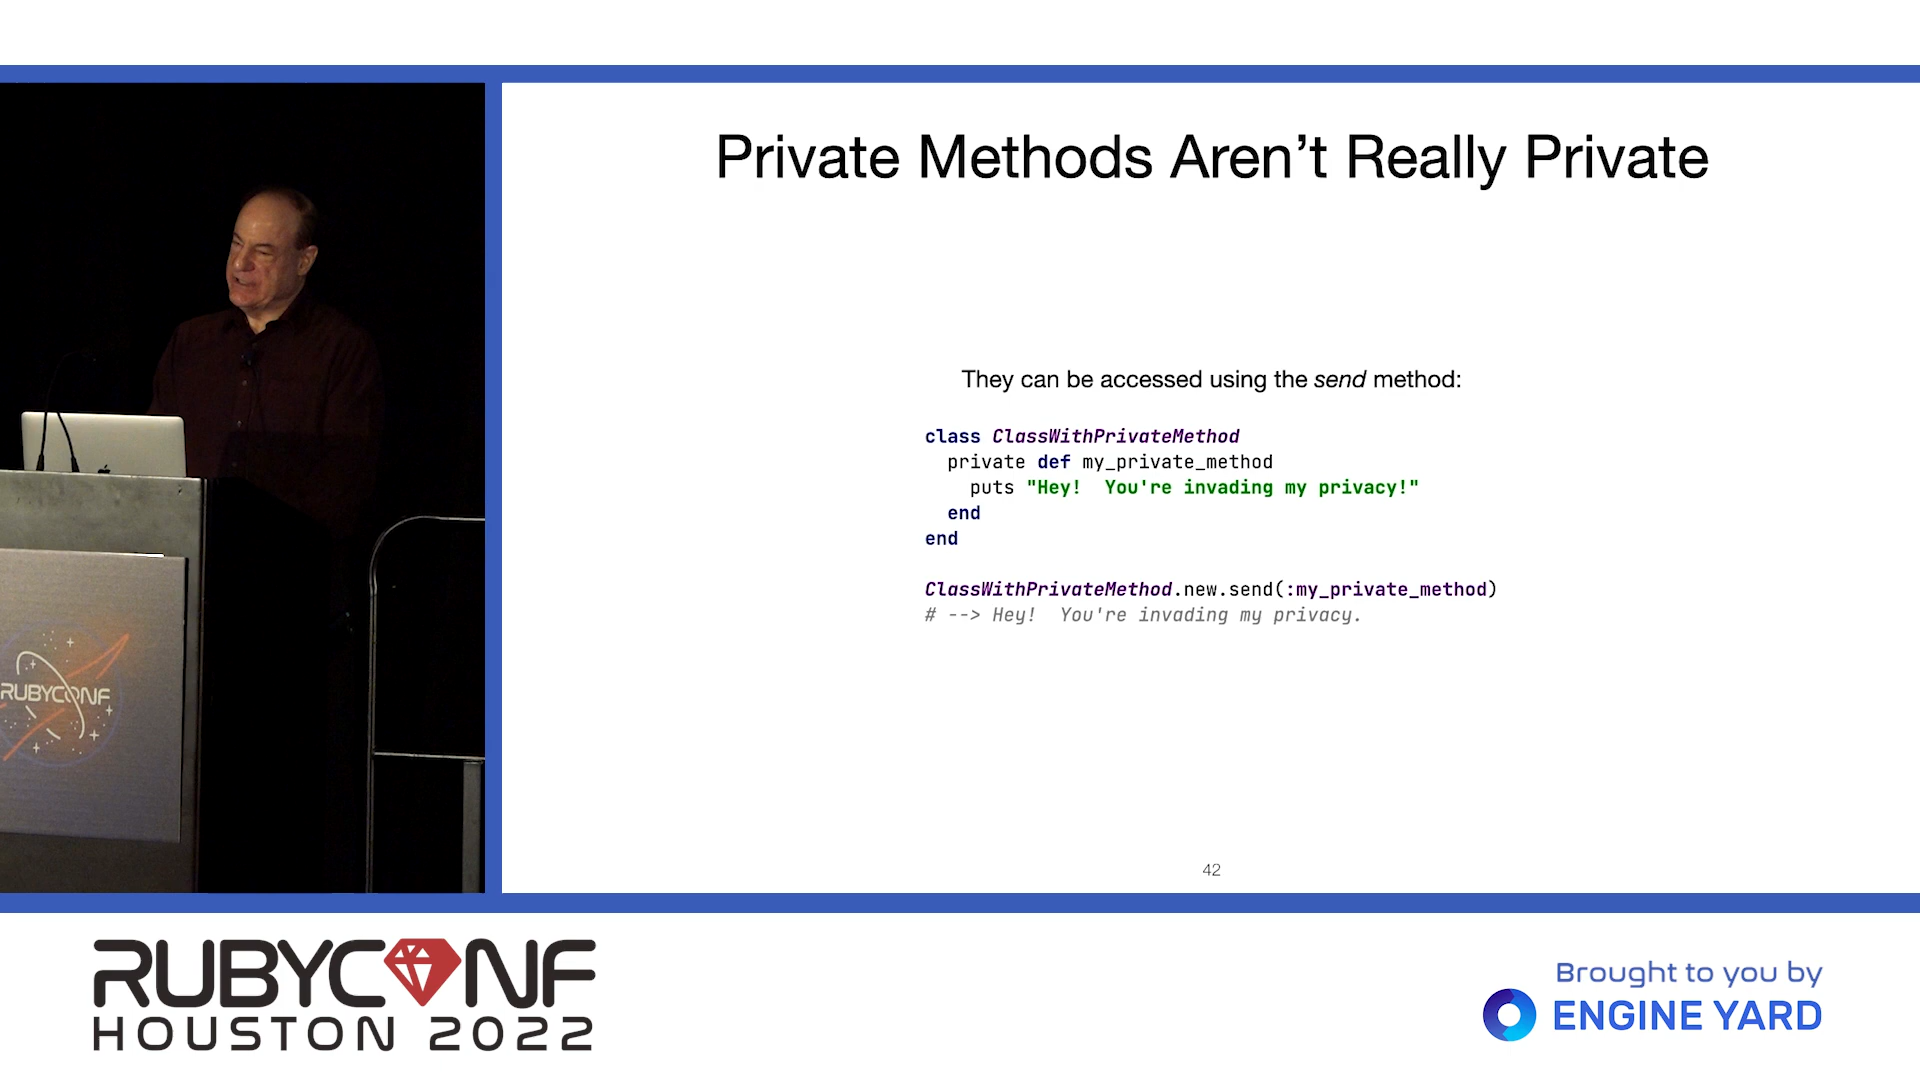 Private Methods Aren’t Really Private
They can be accessed using the send method:
class ClassWithPrivateMethod
  private def my_private_method
    puts "Hey!  You're invading my privacy!"
  end
end
ClassWithPrivateMethod.new.send(:my_private_method)
# --> Hey!  You're invading my privacy.
42
RUBYCONF
RUBYCONF
HOUSTON 2022
Brought to you by
ENGINE YARD